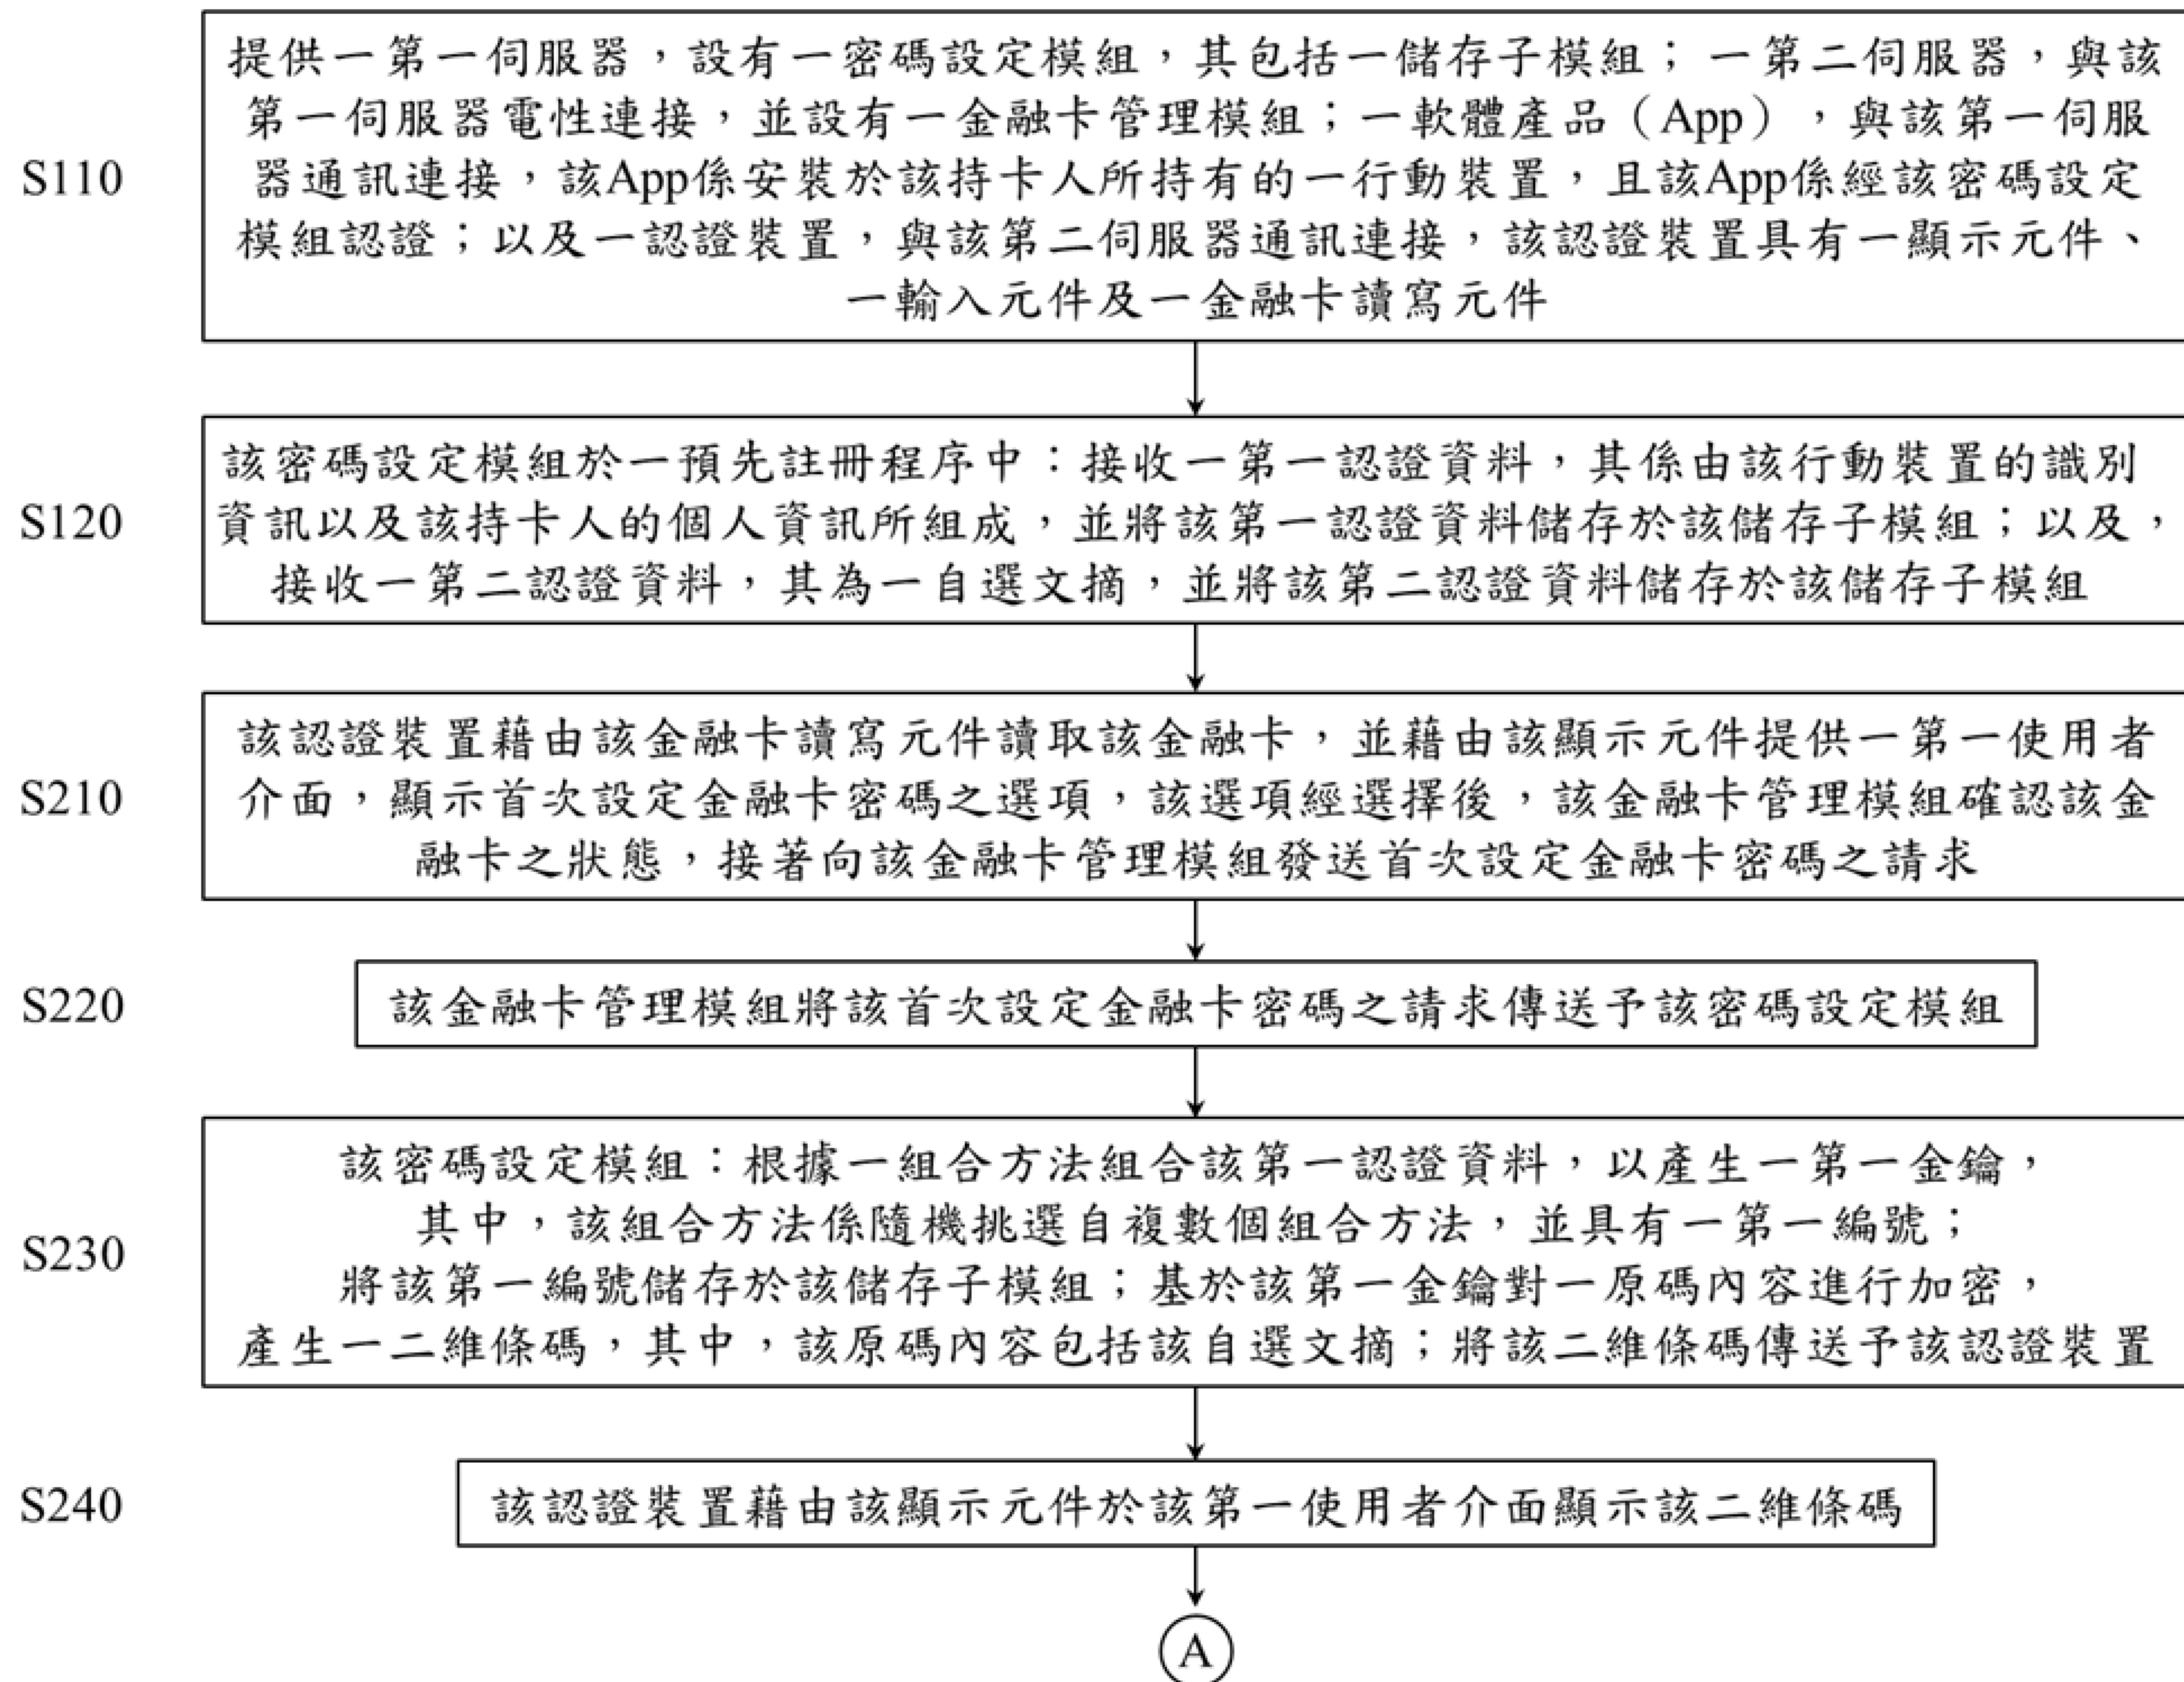 提供一第一伺服器，設有一密碼設定模組，其包括一儲存子模組；一第二伺服器，與該
第一伺服器電性連接，並設有一金融卡管理模組；一軟體產品（App），與該第一伺服
S110
器通訊連接，該App係安裝於該持卡人所持有的一行動裝置，且該App係經該密碼設定
模組認證；以及一認證裝置，與該第二伺服器通訊連接，該認證裝置具有一顯示元件、
一輸入元件及一金融卡讀寫元件
該密碼設定模組於一預先註冊程序中：接收一第一認證資料，其係由該行動裝置的識別
S120
資訊以及該持卡人的個人資訊所組成，並將該第一認證資料儲存於該儲存子模組；以及，
接收一第二認證資料，其為一自選文摘，並將該第二認證資料儲存於該儲存子模組
該認證裝置藉由該金融卡讀寫元件讀取該金融卡，並藉由該顯示元件提供一第一使用者
S210
介面，顯示首次設定金融卡密碼之選項，該選項經選擇後，該金融卡管理模組確認該金
融卡之狀態，接著向該金融卡管理模組發送首次設定金融卡密碼之請求
S220
該金融卡管理模組將該首次設定金融卡密碼之請求傳送予該密碼設定模組
該密碼設定模組：根據一組合方法組合該第一認證資料，以產生一第一金鑰，
其中，該組合方法係隨機挑選自複數個組合方法，並具有一第一編號；
S230
將該第一編號儲存於該儲存子模組；基於該第一金鑰對一原碼內容進行加密，
產生一二維條碼，其中，該原碼內容包括該自選文摘；將該二維條碼傳送予該認證裝置
S240
該認證裝置藉由該顯示元件於該第一使用者介面顯示該二維條碼
A